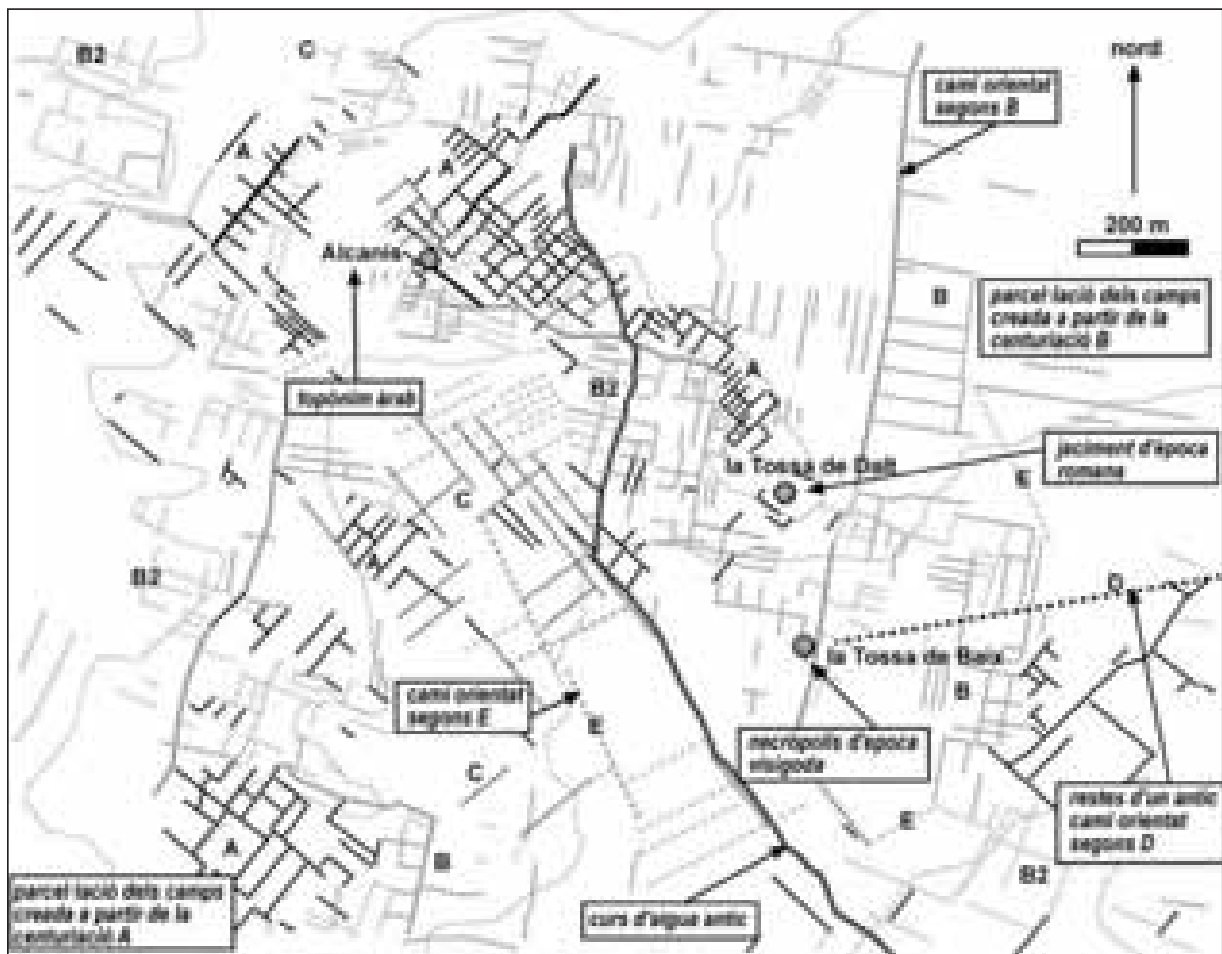 B2
C
nord
camí orientat
segons B
A
A
200 m
Alcanís
B
parcel·lació dels camps
creada a partir de la
centuriació B
topònim àrab
B2
A
la Tossa de Dalt
jaciment d'època
romana
C
E
B2
D
la Tossa de Baix
camí orientat
segons E
B
E
necròpolis d'època
visigoda
C
restes d'un antic
camí orientat
segons D
E
A
B
B2
parcel·lació dels camps
creada a partir de la
centuriació A
curs d'aigua antic